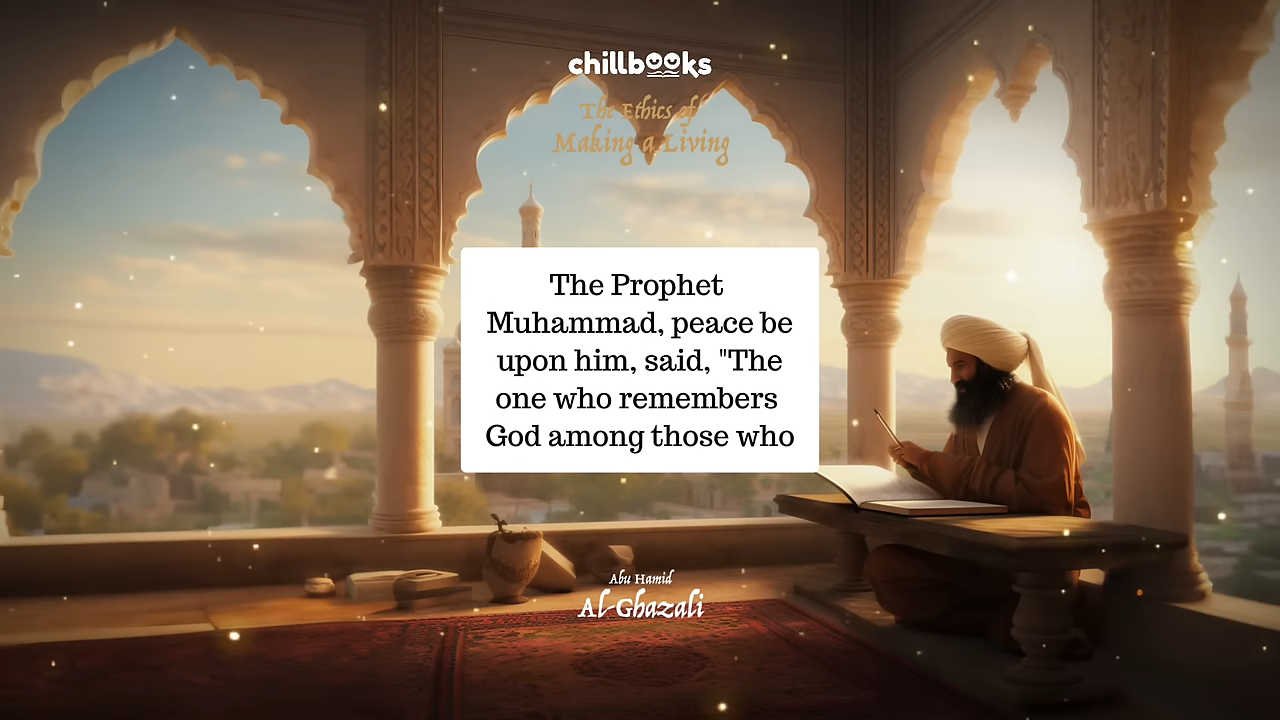 chillbooks
The Ethics of
Making a Living
The Prophet
Muhammad, peace be
upon him, said, "The
one who remembers
God among those who
Abu Hamid
Al-Ghazali